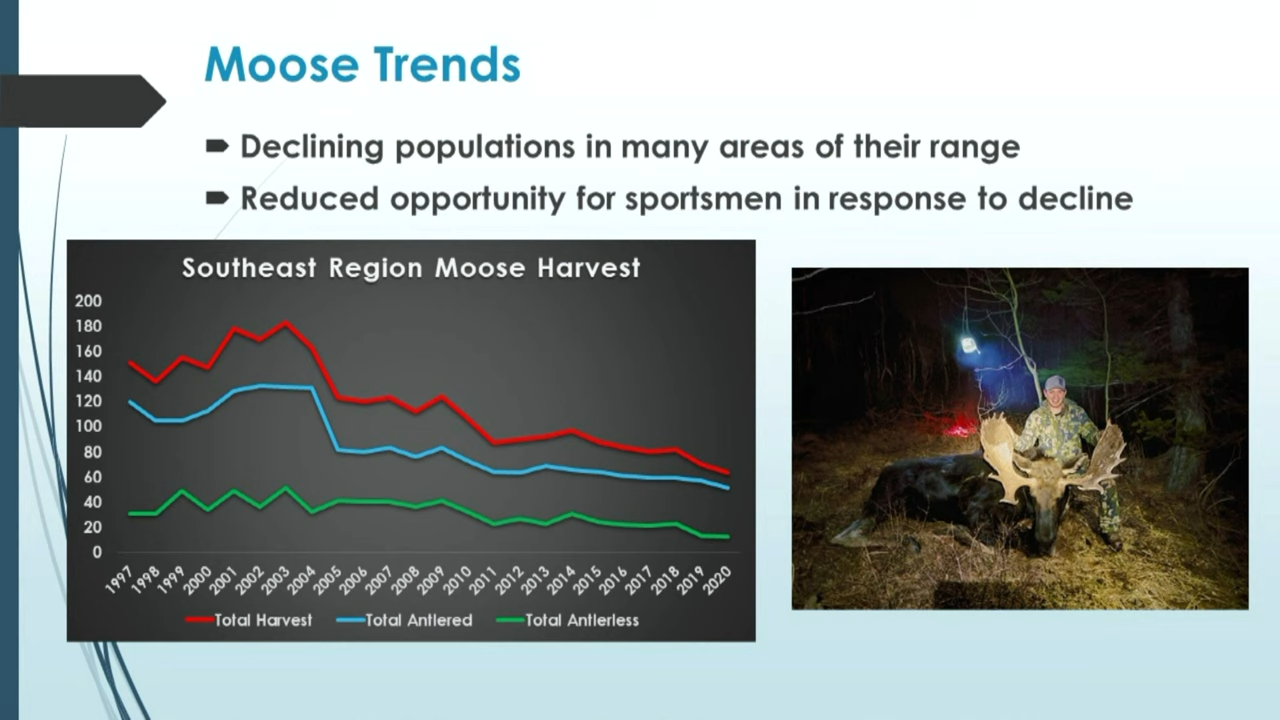 Moose Trends
Declining populations in many areas of their range
Reduced opportunity for sportsmen in response to decline
Southeast Region Moose Harvest
200
180
160
140
120
100
80
60
40
20
0
1997 1998 1999 2000 2001 2002 2003 2004 2005 2006 2007 2008 2009 2010 2011 2012 2013 2014 2015 2016 2017 2018 2019 2020
Total Harvest Total Antlered Total Antlerless